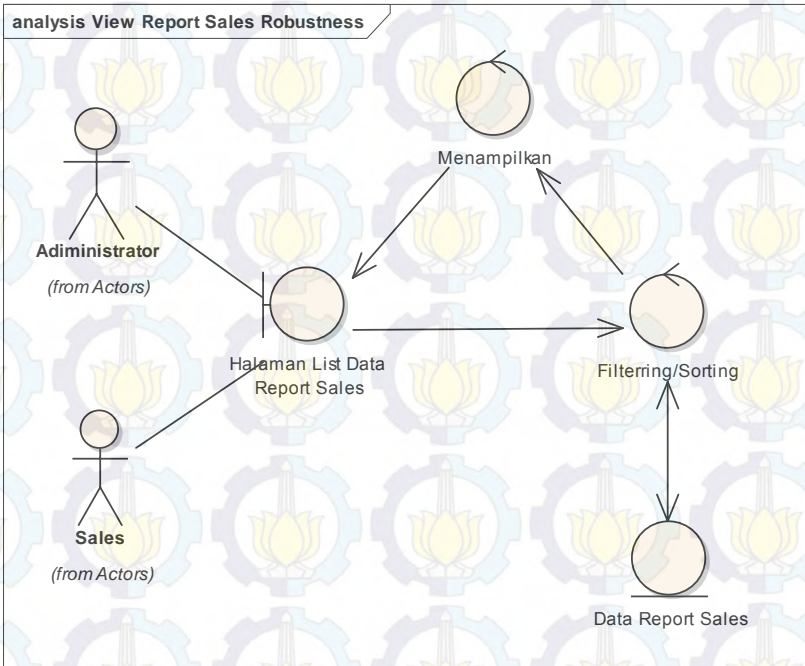 analysis View Report Sales Robustness
Menampilkan
Adiministrator
(from Actors)
Halaman List Data
Report Sales
Filterring/Sorting
Sales
(from Actors)
Data Report Sales